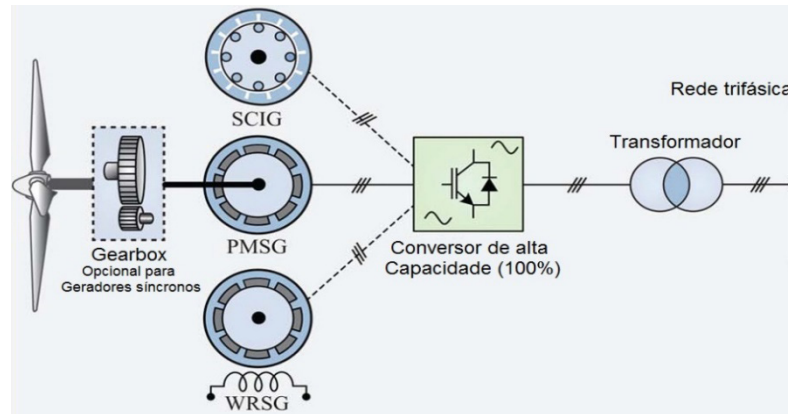 SCIG
Rede trifásica
Transformador
Gearbox
Opcional para
Geradores síncronos
PMSG
Conversor de alta
Capacidade (100%)
WRSG